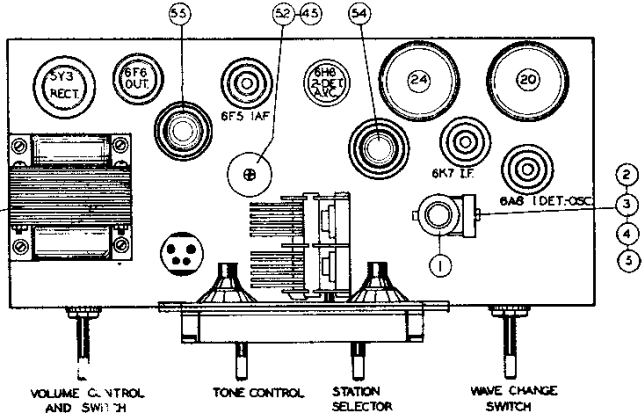 55
52 - 45
54
5Y3
RECT.
6F6
OUT.
6F5 1AF
6H6
2-DET.
A.V.C.
24
20
6K7 I.F.
6A8 1 DET-OSC.
2
3
4
5
1
VOLUME C NTROL
AND SWITCH
TONE CONTROL
STATION
SELECTOR
WAVE CHANGE
SWITCH